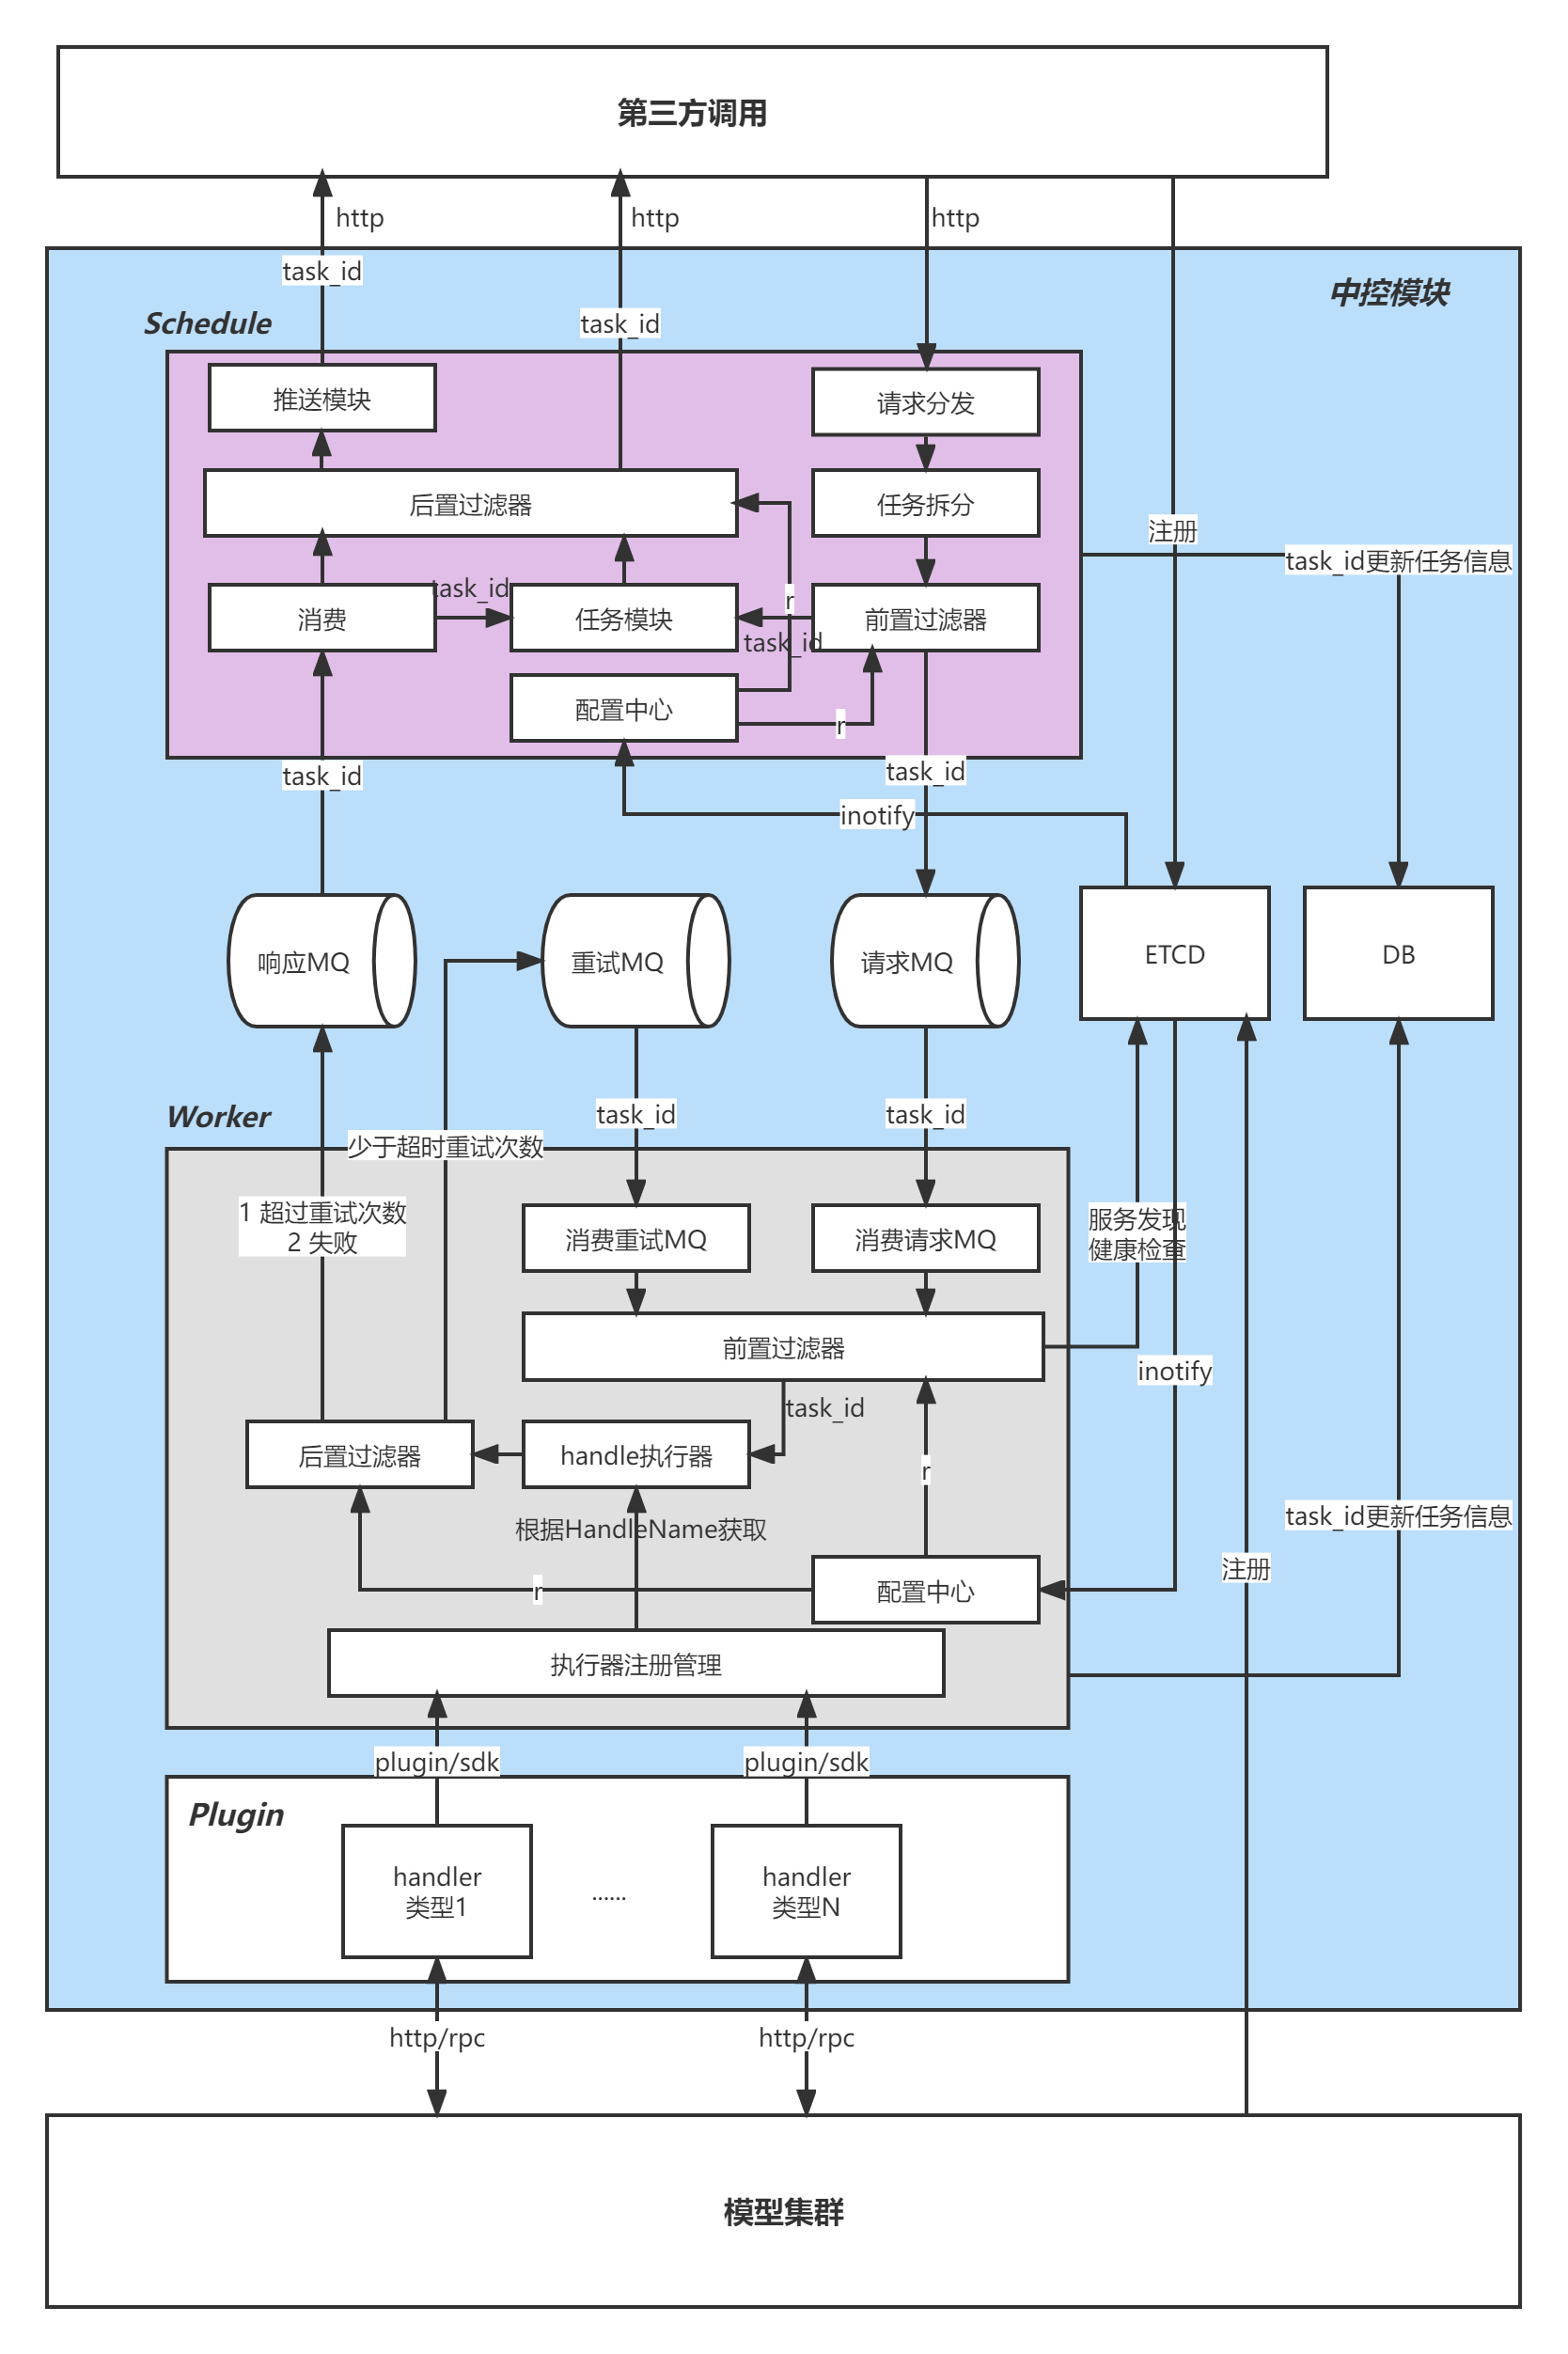 第三方调用
http
http
http
task_id
中控模块
Schedule
task_id
推送模块
请求分发
后置过滤器
任务拆分
注册
task_id更新任务信息
task_id
r
消费
任务模块
前置过滤器
task_id
配置中心
r
task_id
task_id
inotify
响应MQ
重试MQ
请求MQ
ETCD
DB
Worker
task_id
task_id
少于超时重试次数
1 超过重试次数
2 失败
消费重试MQ
消费请求MQ
服务发现
健康检查
前置过滤器
inotify
task_id
后置过滤器
handle执行器
r
根据HandleName获取
task_id更新任务信息
注册
r
配置中心
执行器注册管理
plugin/sdk
plugin/sdk
Plugin
handler
类型1
......
handler
类型N
http/rpc
http/rpc
模型集群